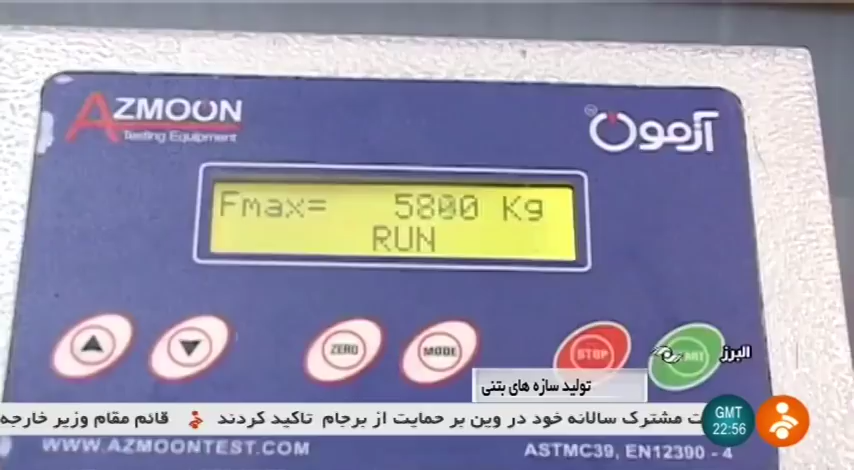 AZMOON
Testing Equipment
آزمون
Fmax= 5800 Kg
RUN
ZERO
MODE
STOP
البرز
تولید سازه های بتنی
مشترک سالانه خود در وین بر حمایت از برجام تاکید کردند
قائم مقام وزیر خارجه
GMT
22:56
WWW.AZMOONTEST.COM
ASTMC39, EN12390 - 4